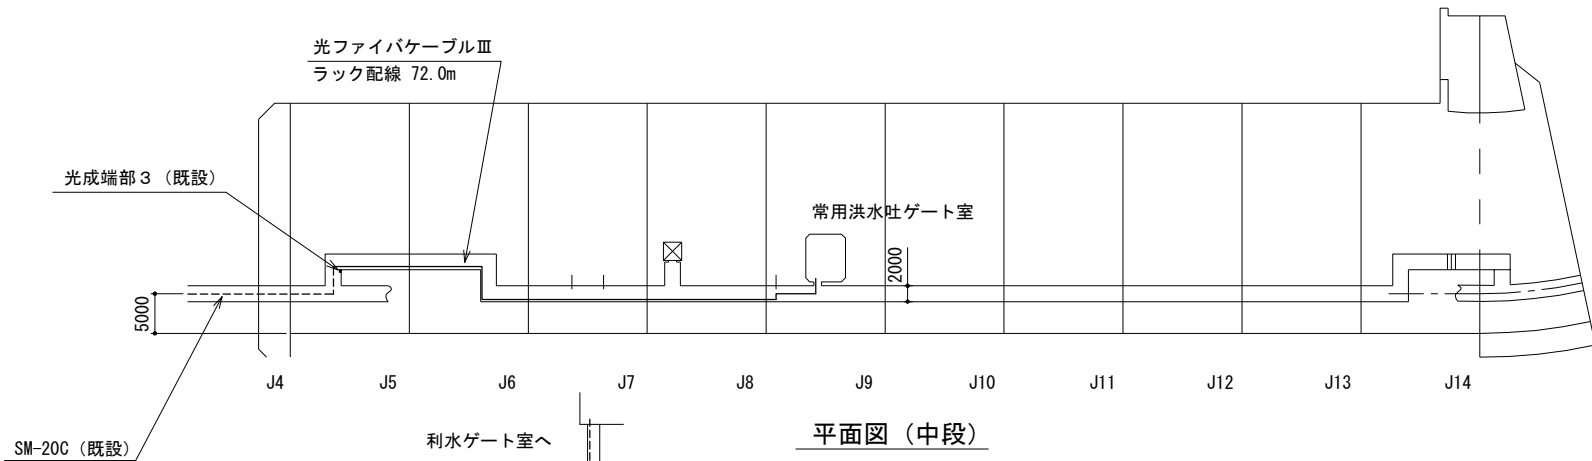 光ファイバケーブルⅢ
ラック配線 72.0m
光成端部3（既設）
常用洪水吐ゲート室
2000
5000
J4 J5 J6 J7 J8 J9 J10 J11 J12 J13 J14
SM-20C（既設）
利水ゲート室へ
平面図（中段）